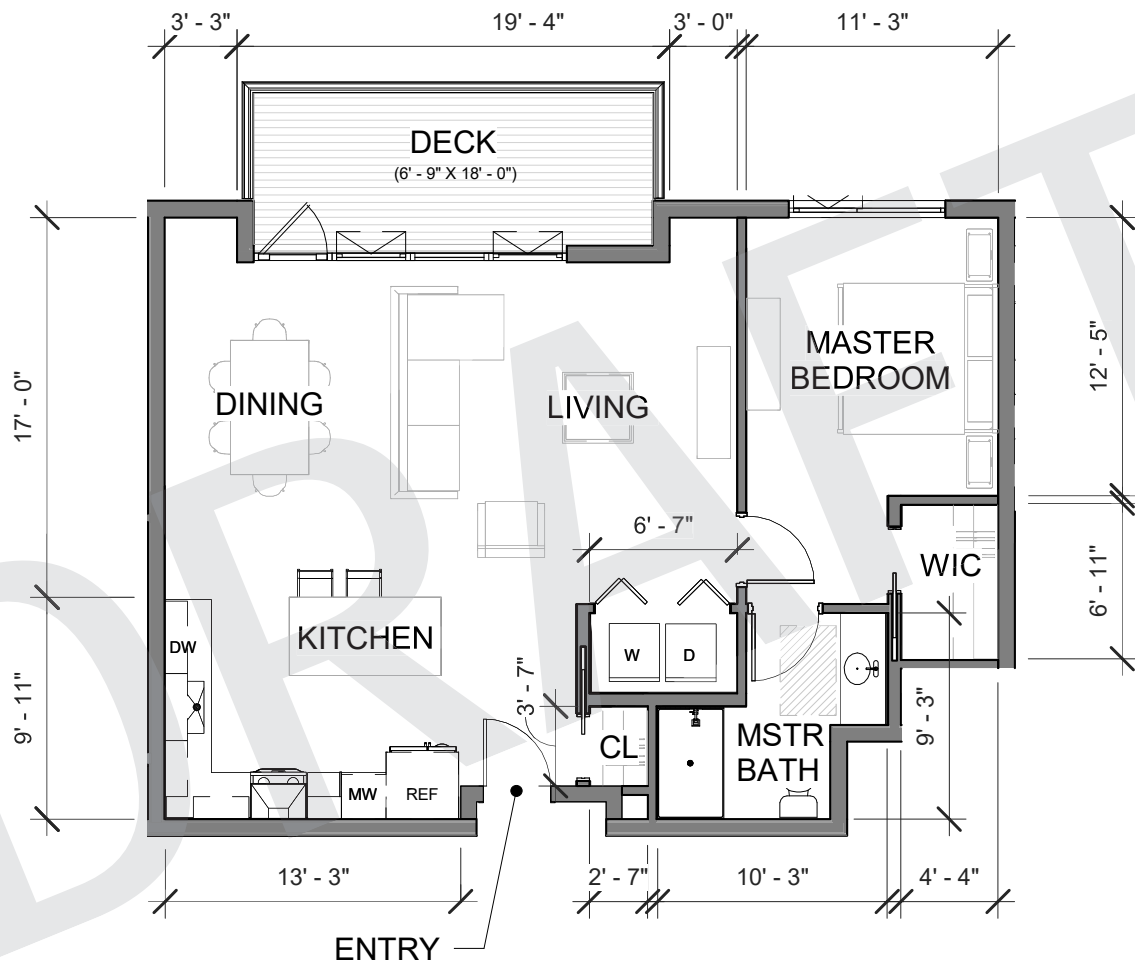 3' - 3"
19' - 4"
3' - 0"
11' - 3"
DECK
(6' - 9" X 18' - 0")
17' - 0"
DINING
LIVING
MASTER
BEDROOM
12' - 5"
6' - 7"
WIC
6' - 11"
KITCHEN
DW
W
D
9' - 11"
3' - 7"
CL
MSTR
BATH
9' - 3"
MW
REF
13' - 3"
2' - 7"
10' - 3"
4' - 4"
ENTRY
DRAFT